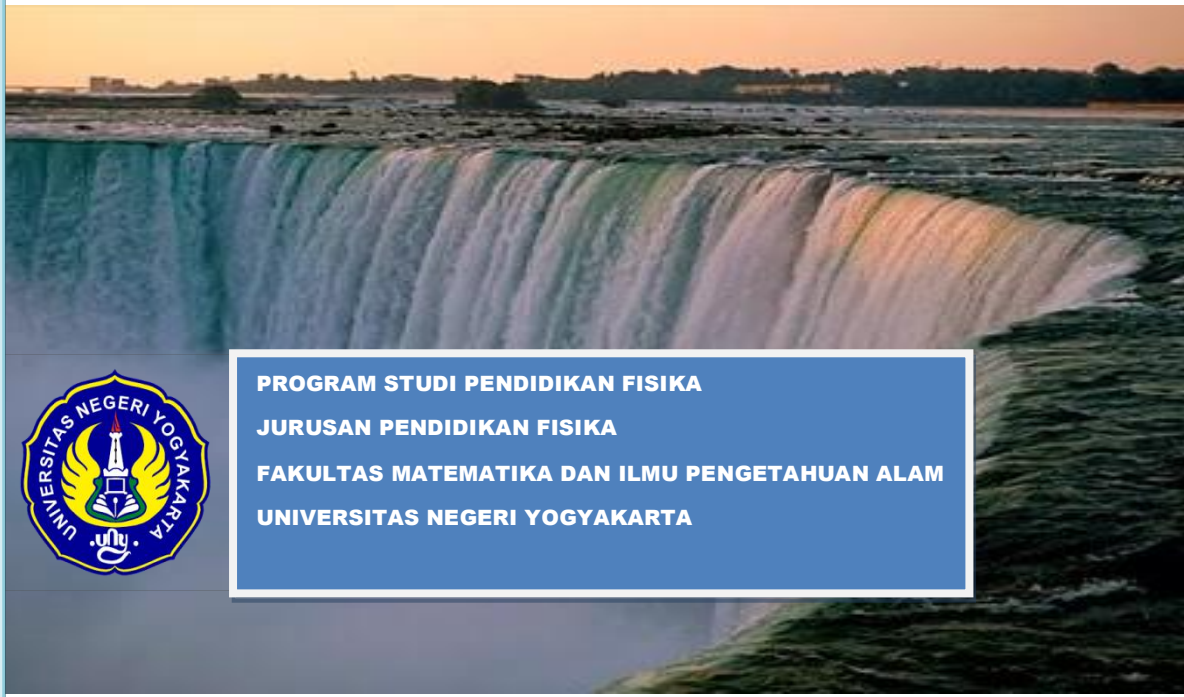 PROGRAM STUDI PENDIDIKAN FISIKA
JURUSAN PENDIDIKAN FISIKA
FAKULTAS MATEMATIKA DAN ILMU PENGETAHUAN ALAM
UNIVERSITAS NEGERI YOGYAKARTA
UNIVERSITAS NEGERI YOGYAKARTA
uny